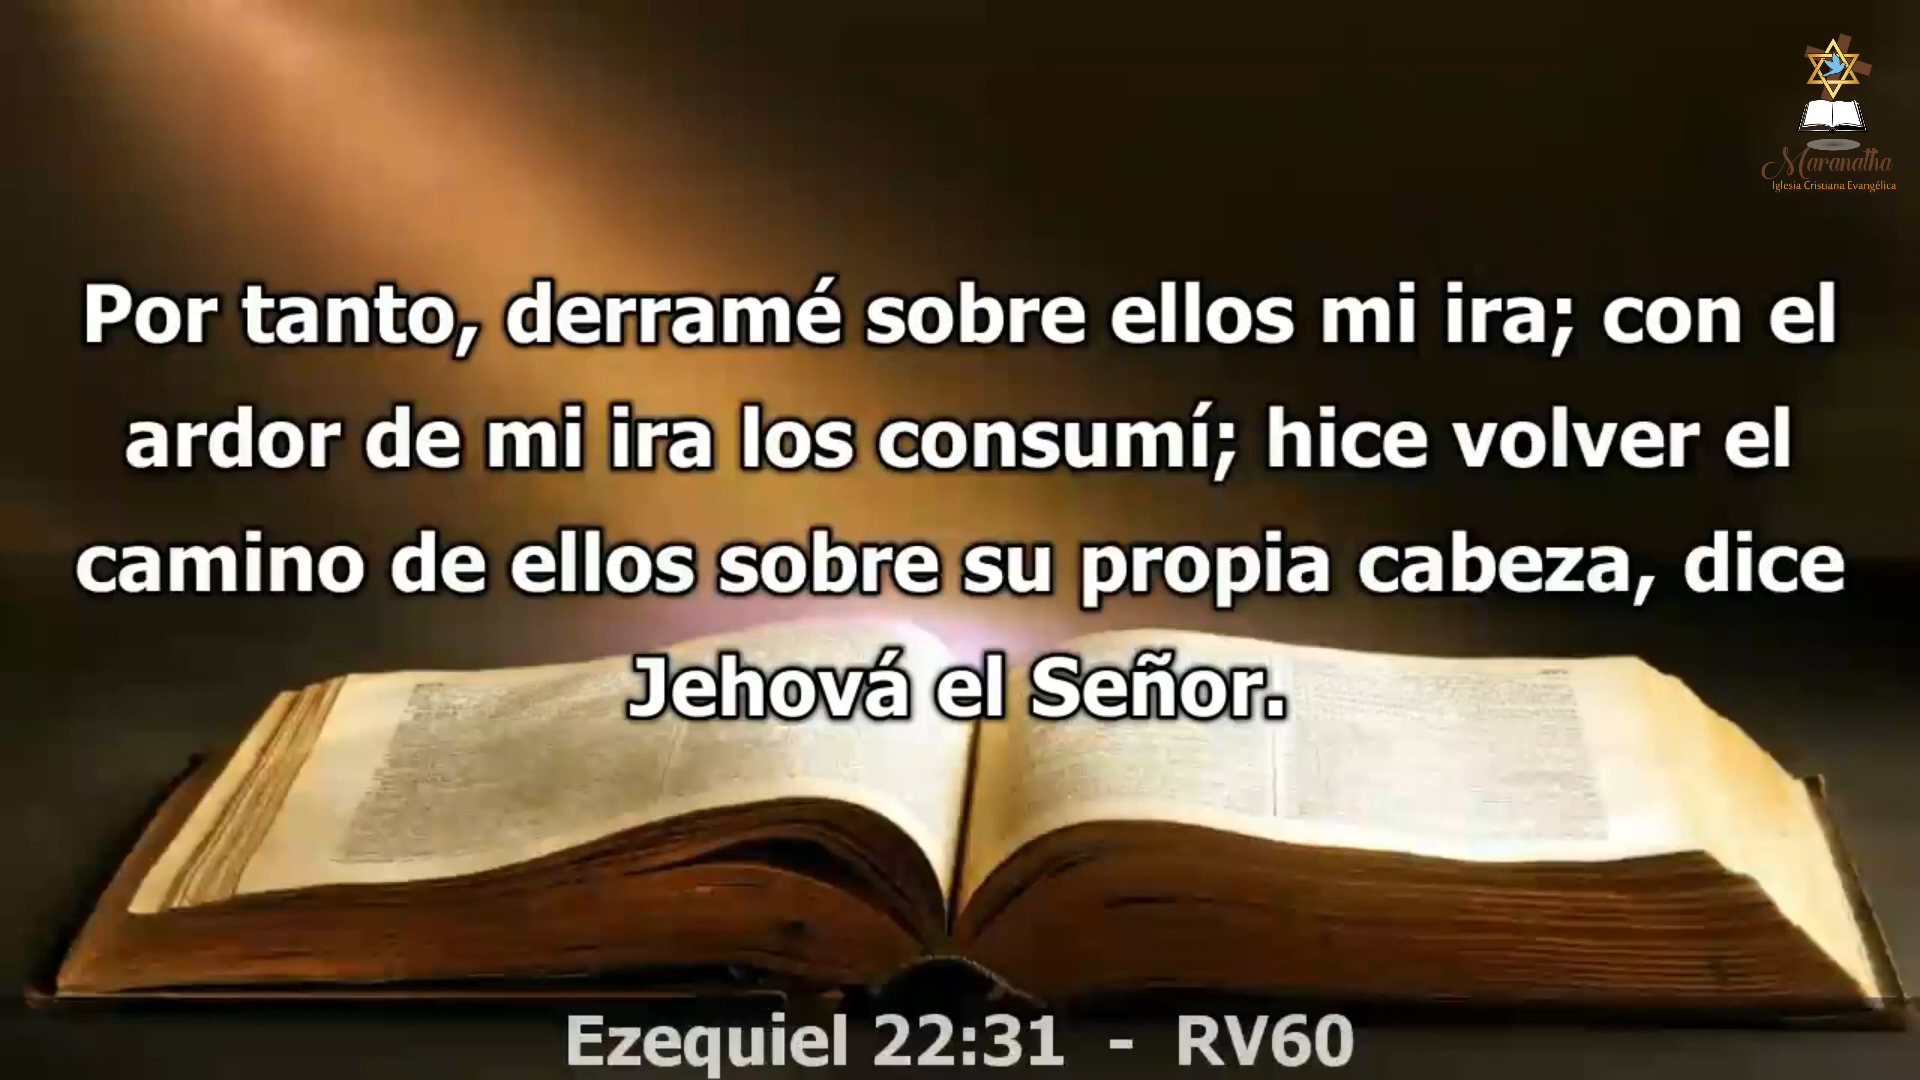 Maranatha
Iglesia Cristiana Evangélica
Por tanto, derramé sobre ellos mi ira; con el
ardor de mi ira los consumí; hice volver el
camino de ellos sobre su propia cabeza, dice
Jehová el Señor.
Ezequiel 22:31 - RV60